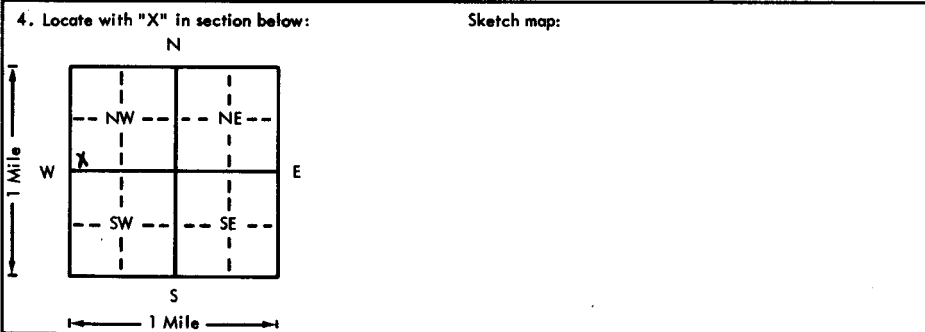 4. Locate with "X" in section below: Sketch map:
N
-- NW -- -- NE --
X
W E
1 Mile
-- SW -- -- SE --
S
1 Mile